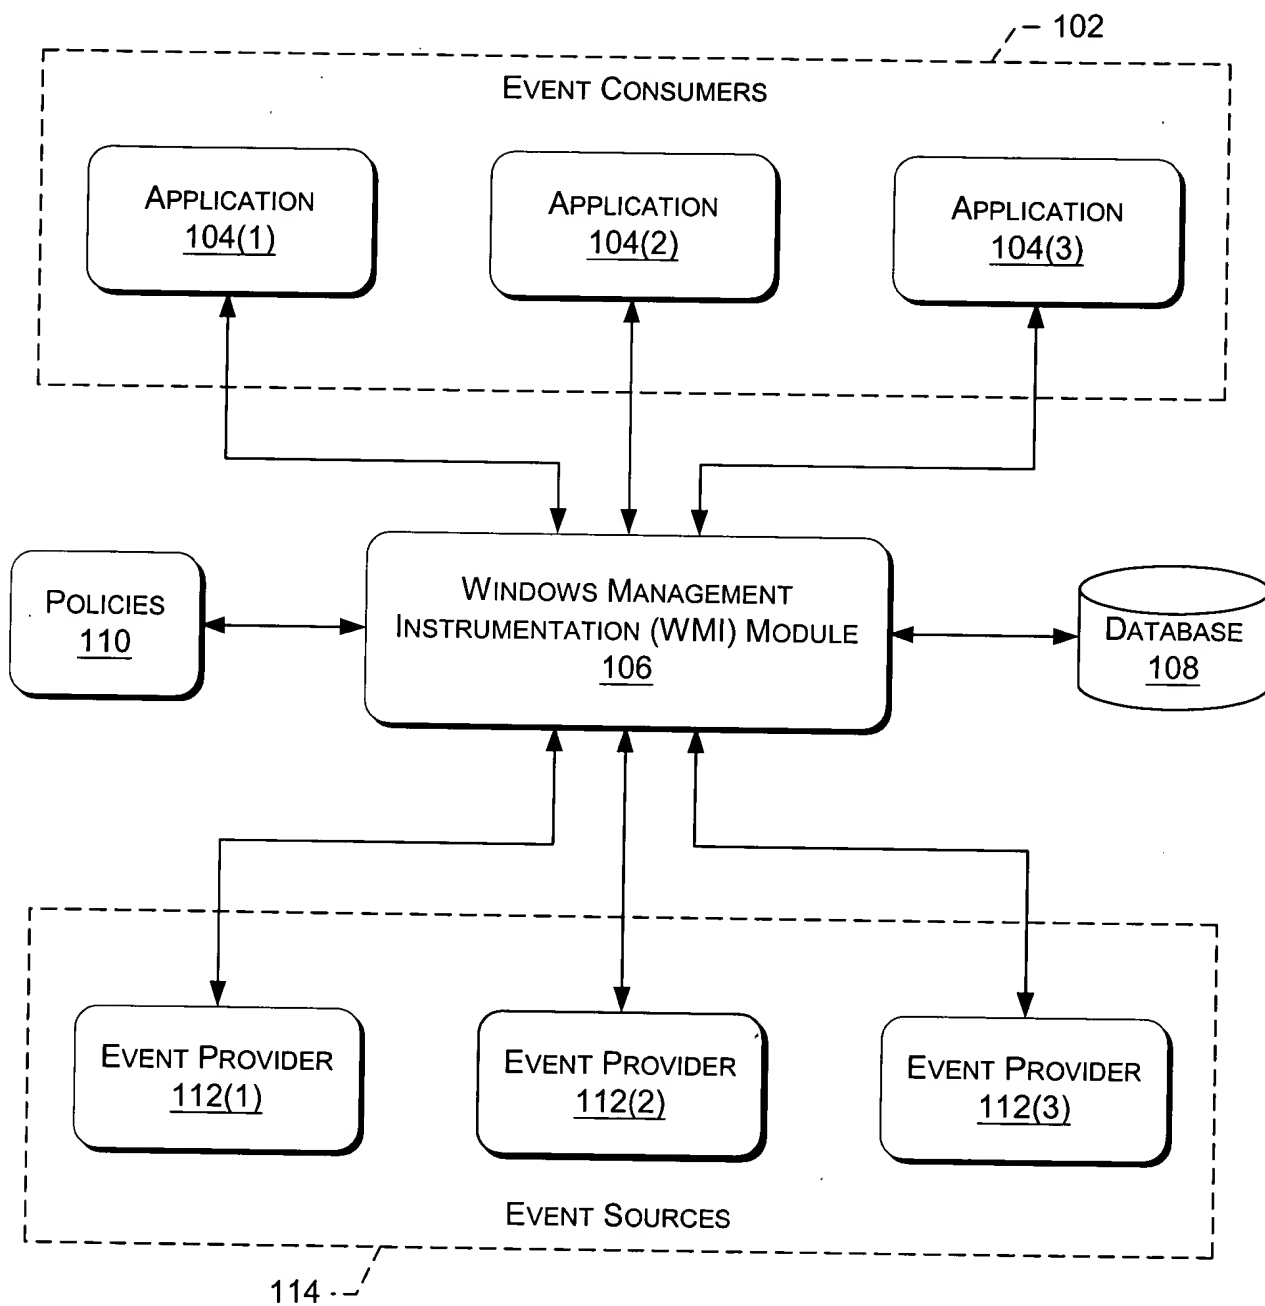 102
EVENT CONSUMERS
APPLICATION
104(1)
APPLICATION
104(2)
APPLICATION
104(3)
POLICIES
110
WINDOWS MANAGEMENT
INSTRUMENTATION (WMI) MODULE
106
DATABASE
108
EVENT PROVIDER
112(1)
EVENT PROVIDER
112(2)
EVENT PROVIDER
112(3)
EVENT SOURCES
114